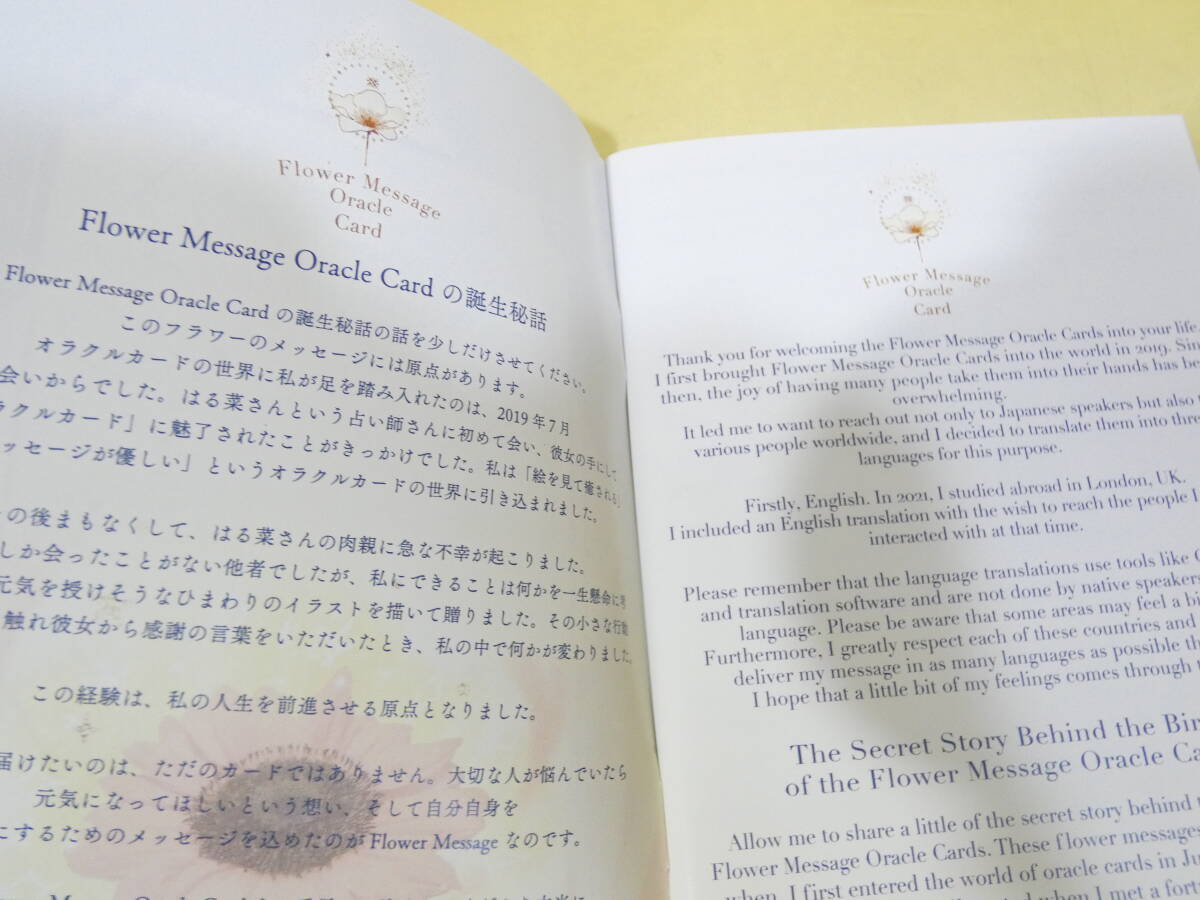 Flower Message
Oracle
Card
Flower Message Oracle Card の誕生秘話
Flower Message Oracle Card の誕生秘話の話を少しだけさせてください。
このフラワーのメッセージには原点があります。
オラクルカードの世界に私が足を踏み入れたのは、2019年7月
会いからでした。はる菜さんという占い師さんに初めて会い、彼女の手にして
ラクルカード」に魅了されたことがきっかけでした。私は「絵を見て癒される」
ッセージが優しい」というオラクルカードの世界に引き込まれました。
の後まもなくして、はる菜さんの肉親に急な不幸が起こりました。
しか会ったことがない他者でしたが、私にできることは何かを一生懸命に考
元気を授けそうなひまわりのイラストを描いて贈りました。その小さな行動
触れ彼女から感謝の言葉をいただいたとき、私の中で何かが変わりました。
この経験は、私の人生を前進させる原点となりました。
届けたいのは、ただのカードではありません。大切な人が悩んでいたら
元気になってほしいという想い、そして自分自身を
にするためのメッセージを込めたのが Flower Message なのです。
Flower Message
Oracle
Card
Thank you for welcoming the Flower Message Oracle Cards into your life.
I first brought Flower Message Oracle Cards into the world in 2019. Sin
then, the joy of having many people take them into their hands has be
overwhelming.
It led me to want to reach out not only to Japanese speakers but also t
various people worldwide, and I decided to translate them into thre
languages for this purpose.
Firstly, English. In 2021, I studied abroad in London, UK.
I included an English translation with the wish to reach the people I
interacted with at that time.
Please remember that the language translations use tools like
and translation software and are not done by native speakers
language. Please be aware that some areas may feel a bi
Furthermore, I greatly respect each of these countries and
deliver my message in as many languages as possible th
I hope that a little bit of my feelings comes through t
The Secret Story Behind the Bir
of the Flower Message Oracle Ca
Allow me to share a little of the secret story behind
Flower Message Oracle Cards. These flower messages
when I first entered the world of oracle cards in Ju
when I met a fort